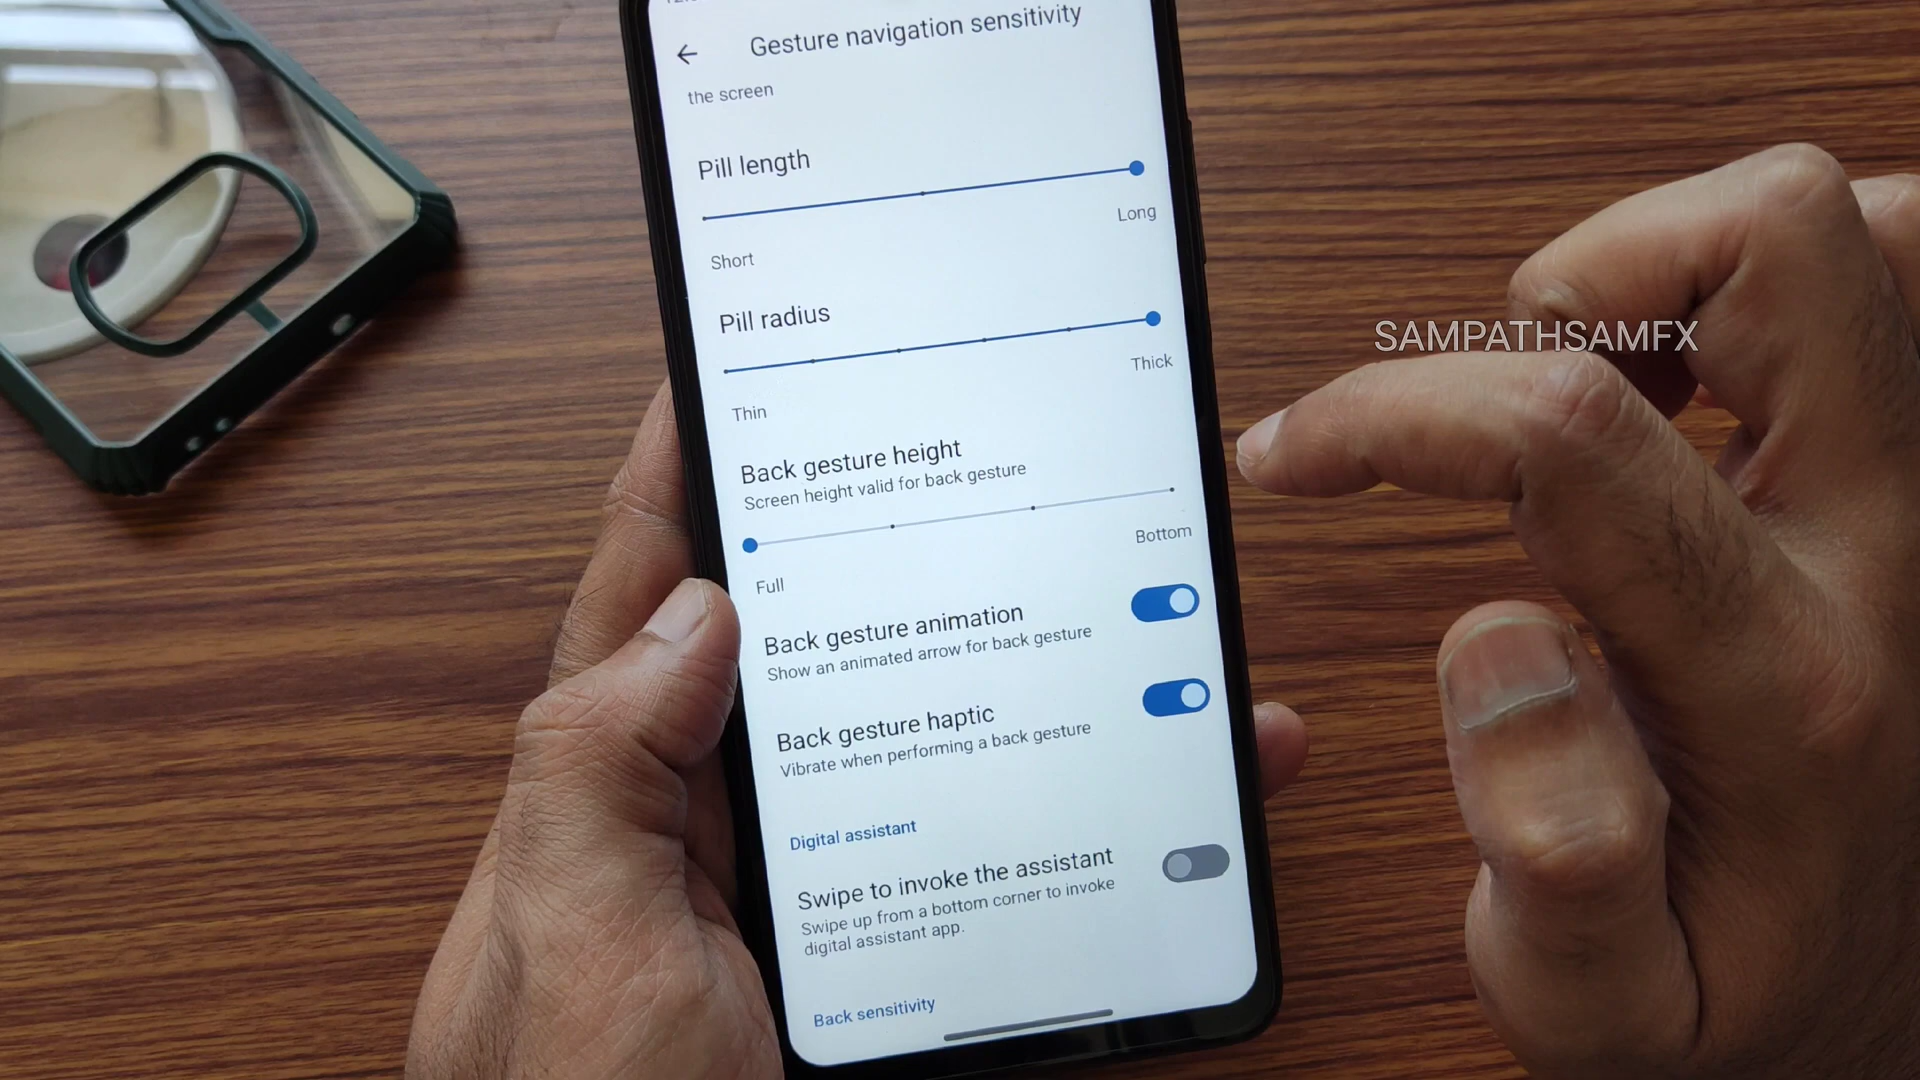 Gesture navigation sensitivity
the screen
Pill length
Long
Short
Pill radius
Thick
Thin
Back gesture height
Screen height valid for back gesture
Bottom
Full
Back gesture animation
Show an animated arrow for back gesture
Back gesture haptic
Vibrate when performing a back gesture
Digital assistant
Swipe to invoke the assistant
Swipe up from a bottom corner to invoke
digital assistant app.
Back sensitivity
SAMPATHSAMFX